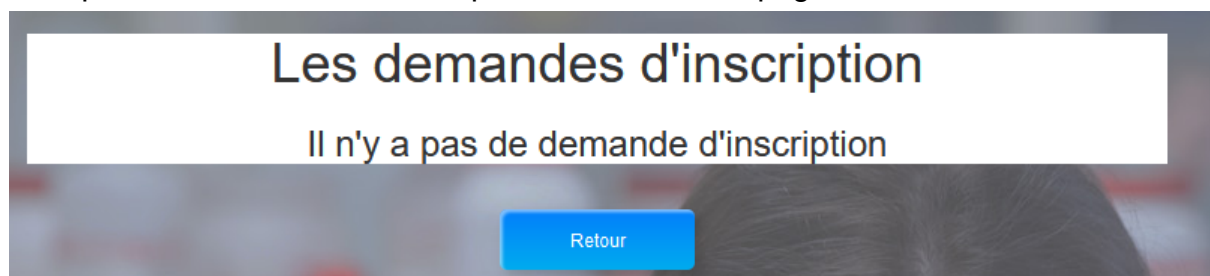 Les demandes d'inscription
Il n'y a pas de demande d'inscription
Retour